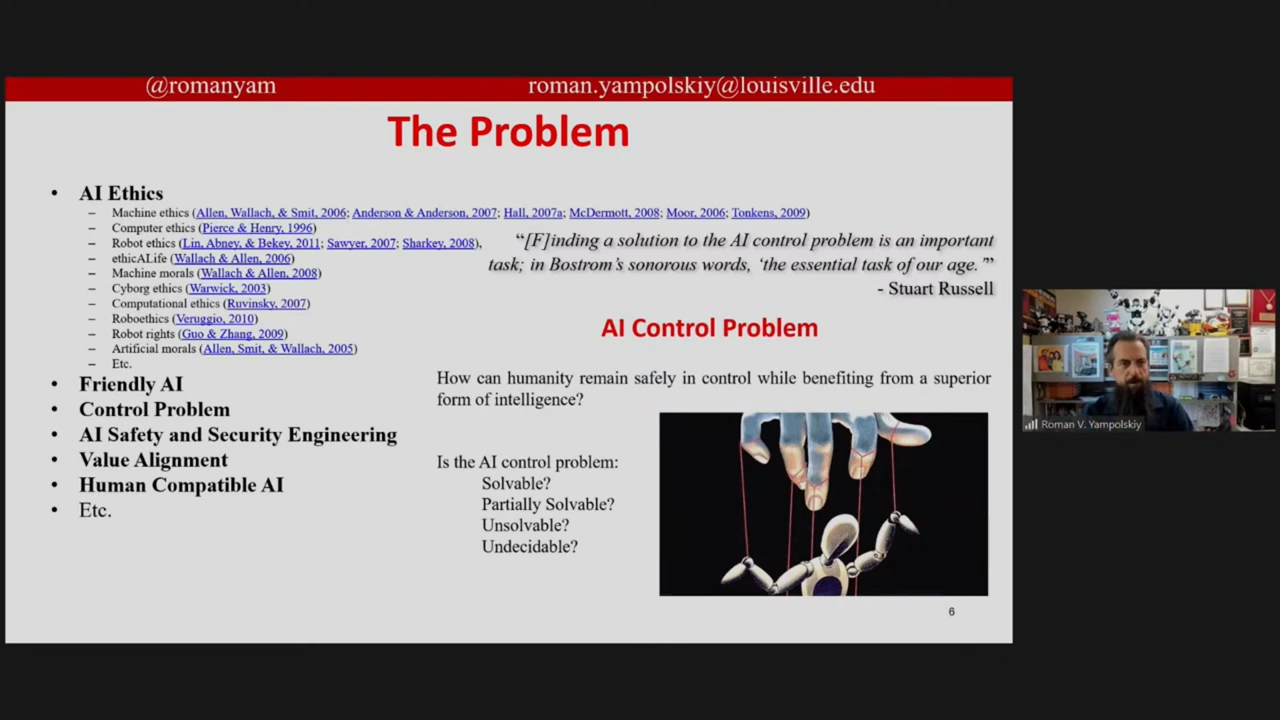 @romanyam roman.yampolskiy@louisville.edu
The Problem
• AI Ethics
– Machine ethics (Allen, Wallach, & Smit, 2006; Anderson & Anderson, 2007; Hall, 2007a; McDermott, 2008; Moor, 2006; Tonkens, 2009)
– Computer ethics (Pierce & Henry, 1996)
– Robot ethics (Lin, Abney, & Bekey, 2011; Sawyer, 2007; Sharkey, 2008),
– ethicALife (Wallach & Allen, 2006)
– Machine morals (Wallach & Allen, 2008)
– Cyborg ethics (Warwick, 2003)
– Computational ethics (Ruvinsky, 2007)
– Roboethics (Veruggio, 2010)
– Robot rights (Guo & Zhang, 2009)
– Artificial morals (Allen, Smit, & Wallach, 2005)
– Etc.
• Friendly AI
• Control Problem
• AI Safety and Security Engineering
• Value Alignment
• Human Compatible AI
• Etc.
“[F]inding a solution to the AI control problem is an important
task; in Bostrom’s sonorous words, ‘the essential task of our age.’”
- Stuart Russell
AI Control Problem
How can humanity remain safely in control while benefiting from a superior
form of intelligence?
Is the AI control problem:
Solvable?
Partially Solvable?
Unsolvable?
Undecidable?
6
Roman V. Yampolskiy